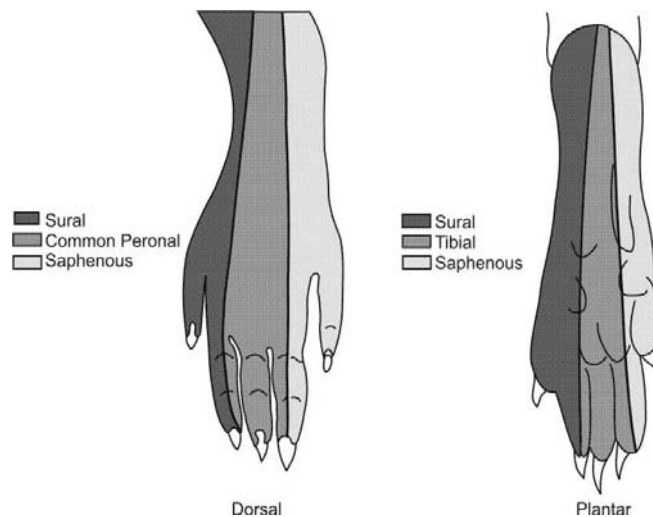 Sural
Common Peronal
Saphenous
Dorsal
Sural
Tibial
Saphenous
Plantar